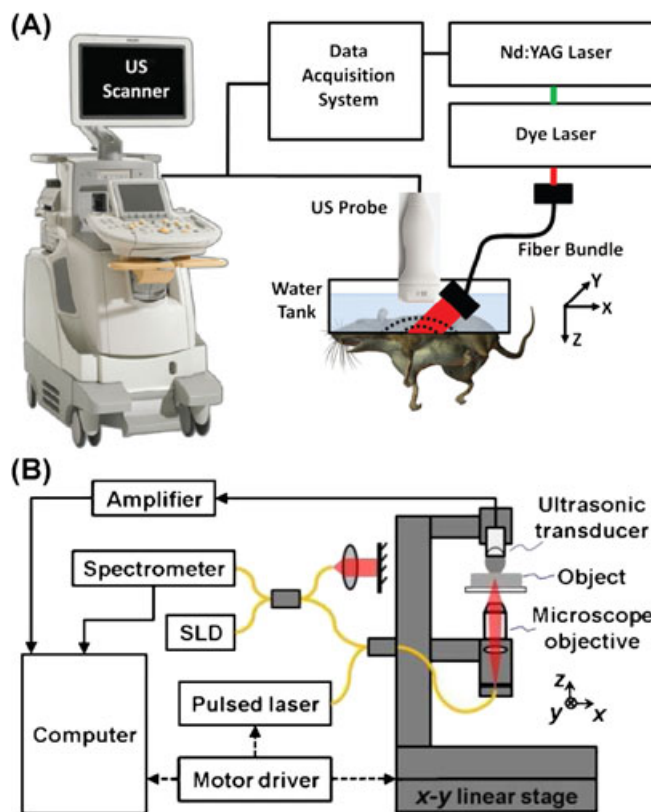 (A)
US
Scanner
Data
Acquisition
System
Nd:YAG Laser
Dye Laser
US Probe
Fiber Bundle
Water
Tank
Y
X
Z
(B)
Amplifier
Ultrasonic
transducer
Spectrometer
Object
SLD
Microscope
objective
Pulsed laser
z
y
x
Computer
Motor driver
x-y linear stage